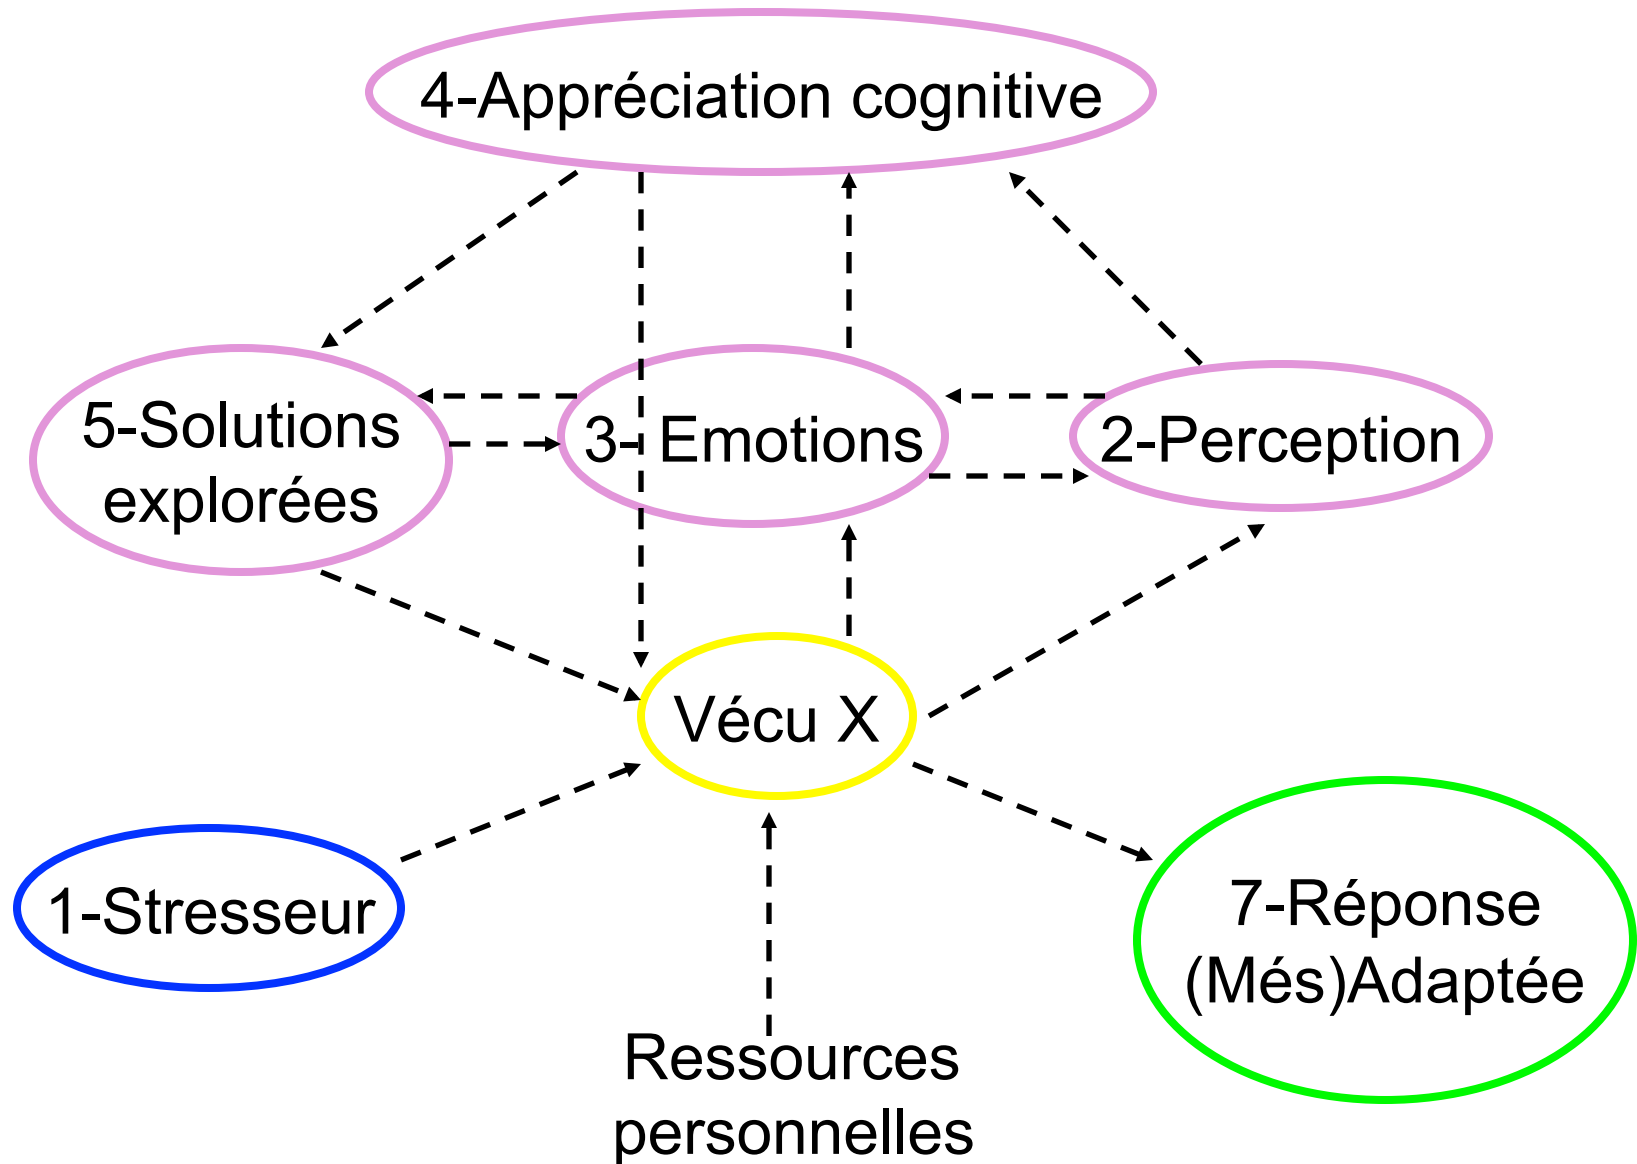 4-Appréciation cognitive
5-Solutions
explorées
3- Emotions
2-Perception
Vécu X
1-Stresseur
7-Réponse
(Més)Adaptée
Ressources
personnelles